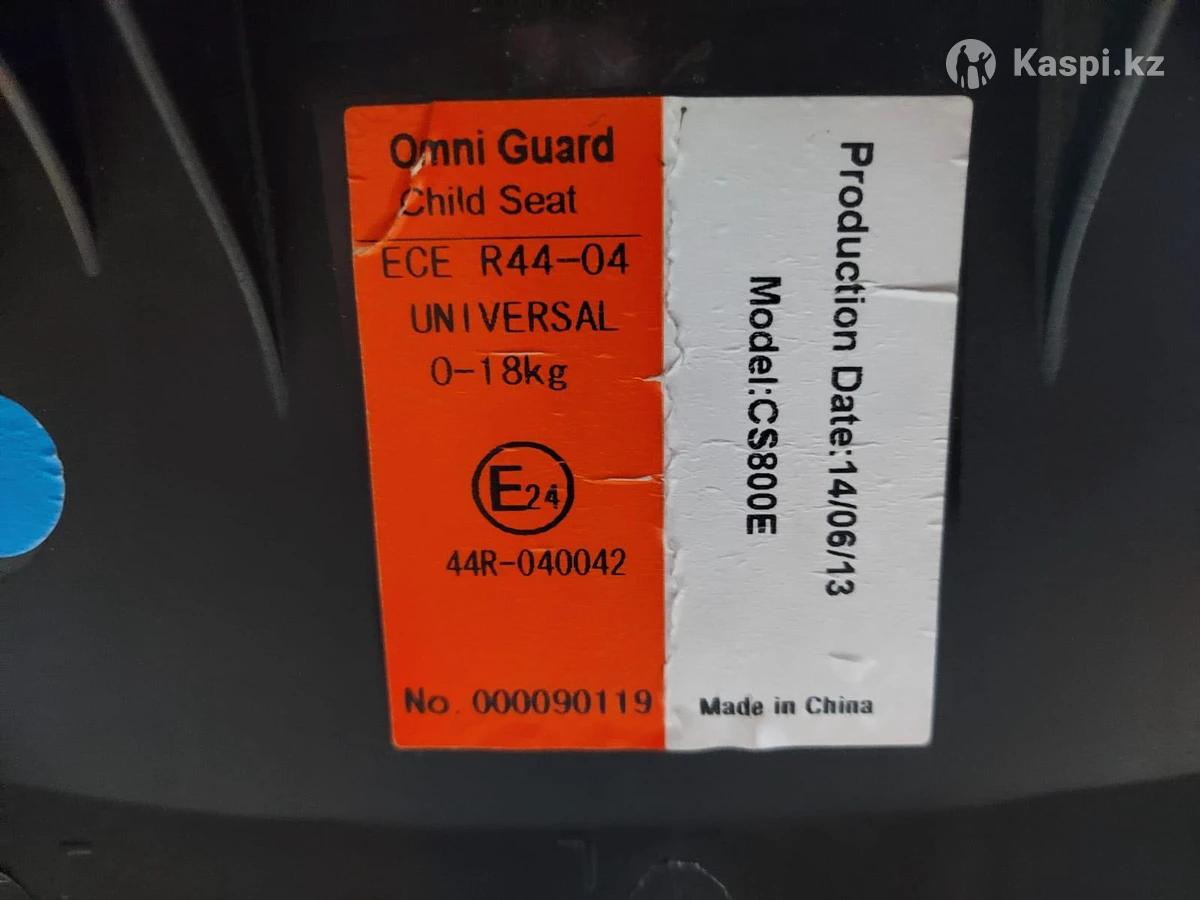 Kaspi.kz
Omni Guard
Child Seat
ECE R44-04
UNIVERSAL
0-18kg
E24
44R-040042
No. 000090119
Production Date:14/06/13
Model:CS800E
Made in China